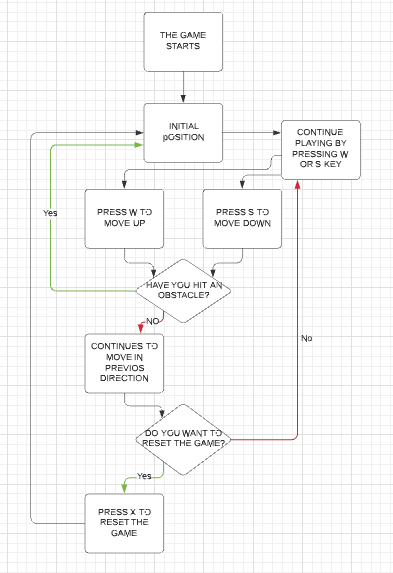 THE GAME
STARTS
INITIAL
pOSITION
CONTINUE
PLAYING BY
PRESSING W
OR S KEY
PRESS W TO
MOVE UP
PRESS S TO
MOVE DOWN
Yes
HAVE YOU HIT AN
OBSTACLE?
NO
CONTINUES TO
MOVE IN
PREVIOS
DIRECTION
No
DO YOU WANT TO
RESET THE GAME?
Yes
PRESS X TO
RESET THE
GAME